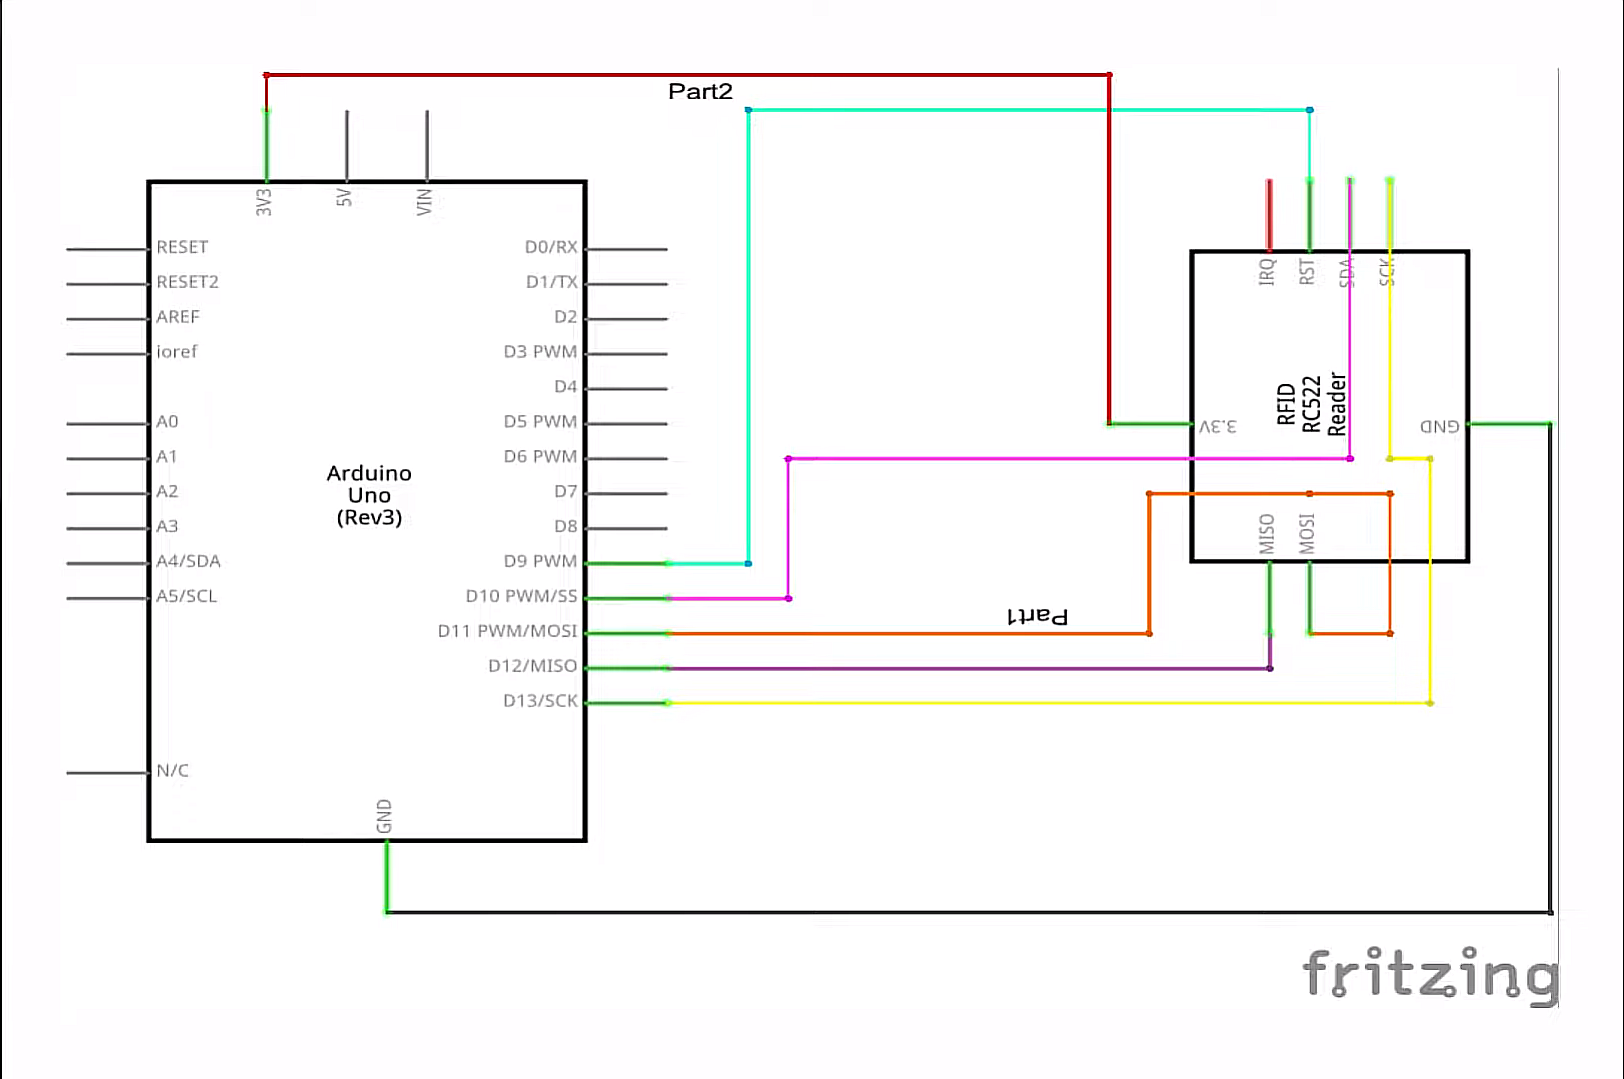 Part2
3V3
5V
VIN
RESET
RESET2
AREF
ioref
A0
A1
A2
A3
A4/SDA
A5/SCL
N/C
Arduino
Uno
(Rev3)
D0/RX
D1/TX
D2
D3 PWM
D4
D5 PWM
D6 PWM
D7
D8
D9 PWM
D10 PWM/SS
D11 PWM/MOSI
D12/MISO
D13/SCK
GND
Part1
IRQ
RST
SDA
SCK
RFID
RC522
Reader
3.3V
GND
MISO
MOSI
fritzing